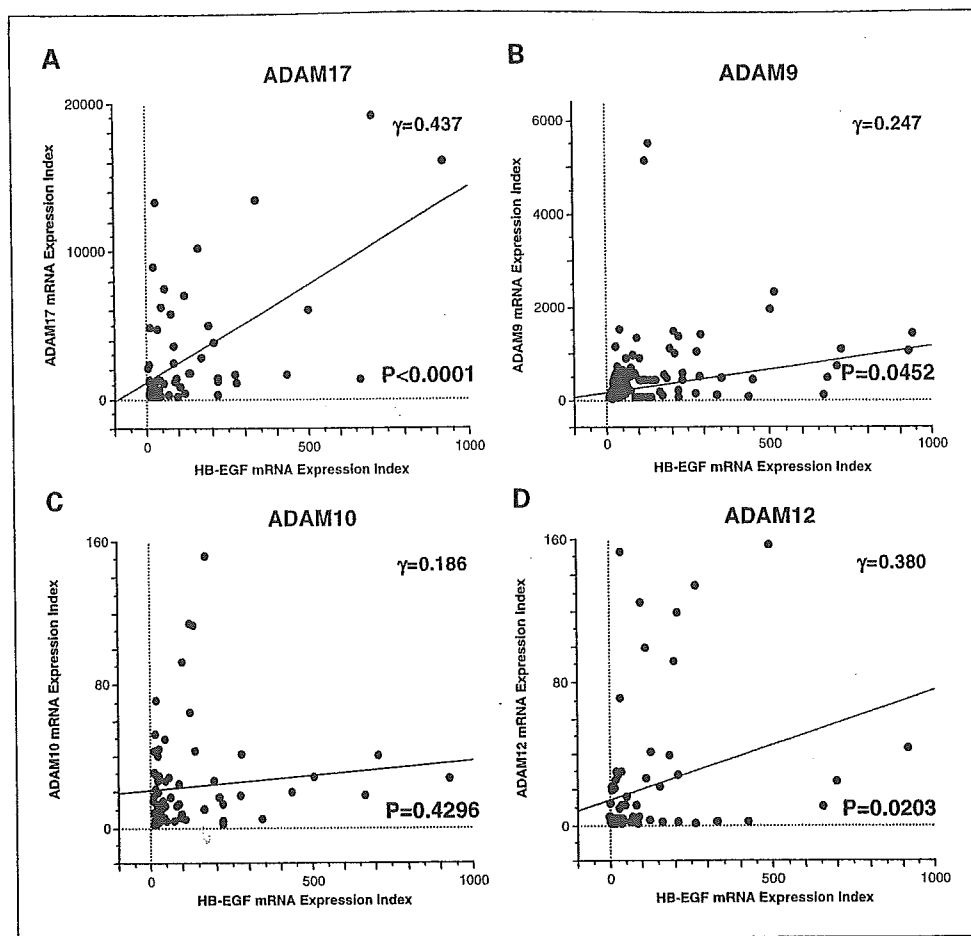 A
ADAM17
γ=0.437
20000
10000
0
ADAM17 mRNA Expression Index
P<0.0001
0
500
1000
HB-EGF mRNA Expression Index
B
ADAM9
γ=0.247
6000
4000
2000
0
ADAM9 mRNA Expression Index
P=0.0452
0
500
1000
HB-EGF mRNA Expression Index
C
ADAM10
γ=0.186
160
80
0
ADAM10 mRNA Expression Index
P=0.4296
0
500
1000
HB-EGF mRNA Expression Index
D
ADAM12
γ=0.380
160
80
0
ADAM12 mRNA Expression Index
P=0.0203
0
500
1000
HB-EGF mRNA Expression Index